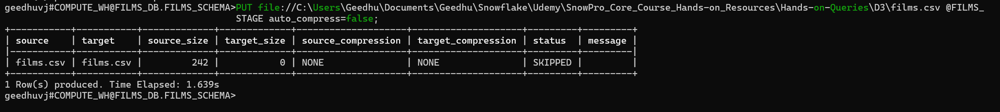 geedhuvj#COMPUTE_WH@FILMS_DB.FILMS_SCHEMA>PUT file://C:\Users\Geedhu\Documents\Geedhu\Snowflake\Udemy\SnowPro_Core_Course_Hands-on_Resources\Hands-on-Queries\D3\films.csv @FILMS_
STAGE auto_compress=false;
+-----------+-----------+-------------+-------------+--------------------+--------------------+---------+---------+
| source    | target    | source_size | target_size | source_compression | target_compression | status  | message |
|-----------+-----------+-------------+-------------+--------------------+--------------------+---------+---------|
| films.csv | films.csv |         242 |           0 | NONE               | NONE               | SKIPPED |         |
+-----------+-----------+-------------+-------------+--------------------+--------------------+---------+---------+
1 Row(s) produced. Time Elapsed: 1.639s
geedhuvj#COMPUTE_WH@FILMS_DB.FILMS_SCHEMA>